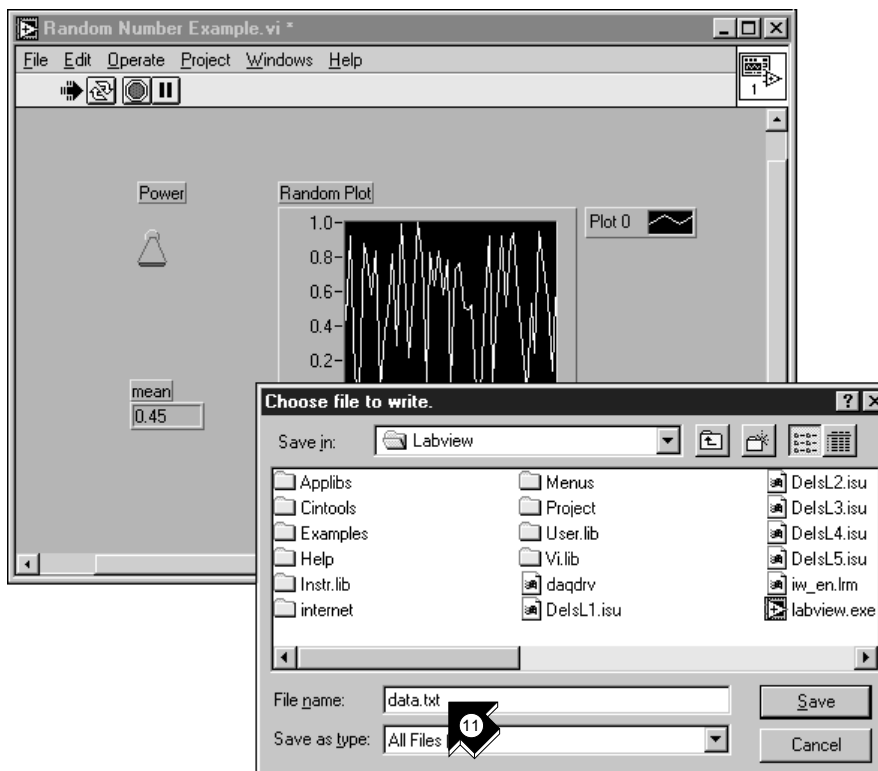 Random Number Example.vi *
File Edit Operate Project Windows Help
1
Power
Random Plot
Plot 0
1.0
0.8
0.6
0.4
0.2
mean
0.45
Choose file to write.
Save in: Labview
Applibs
Cintools
Examples
Help
Instr.lib
internet
Menus
Project
User.lib
Vi.lib
daqdrv
DelsL1.isu
DelsL2.isu
DelsL3.isu
DelsL4.isu
DelsL5.isu
iw_en.lrm
labview.exe
File name: data.txt
Save
11
Save as type: All Files
Cancel